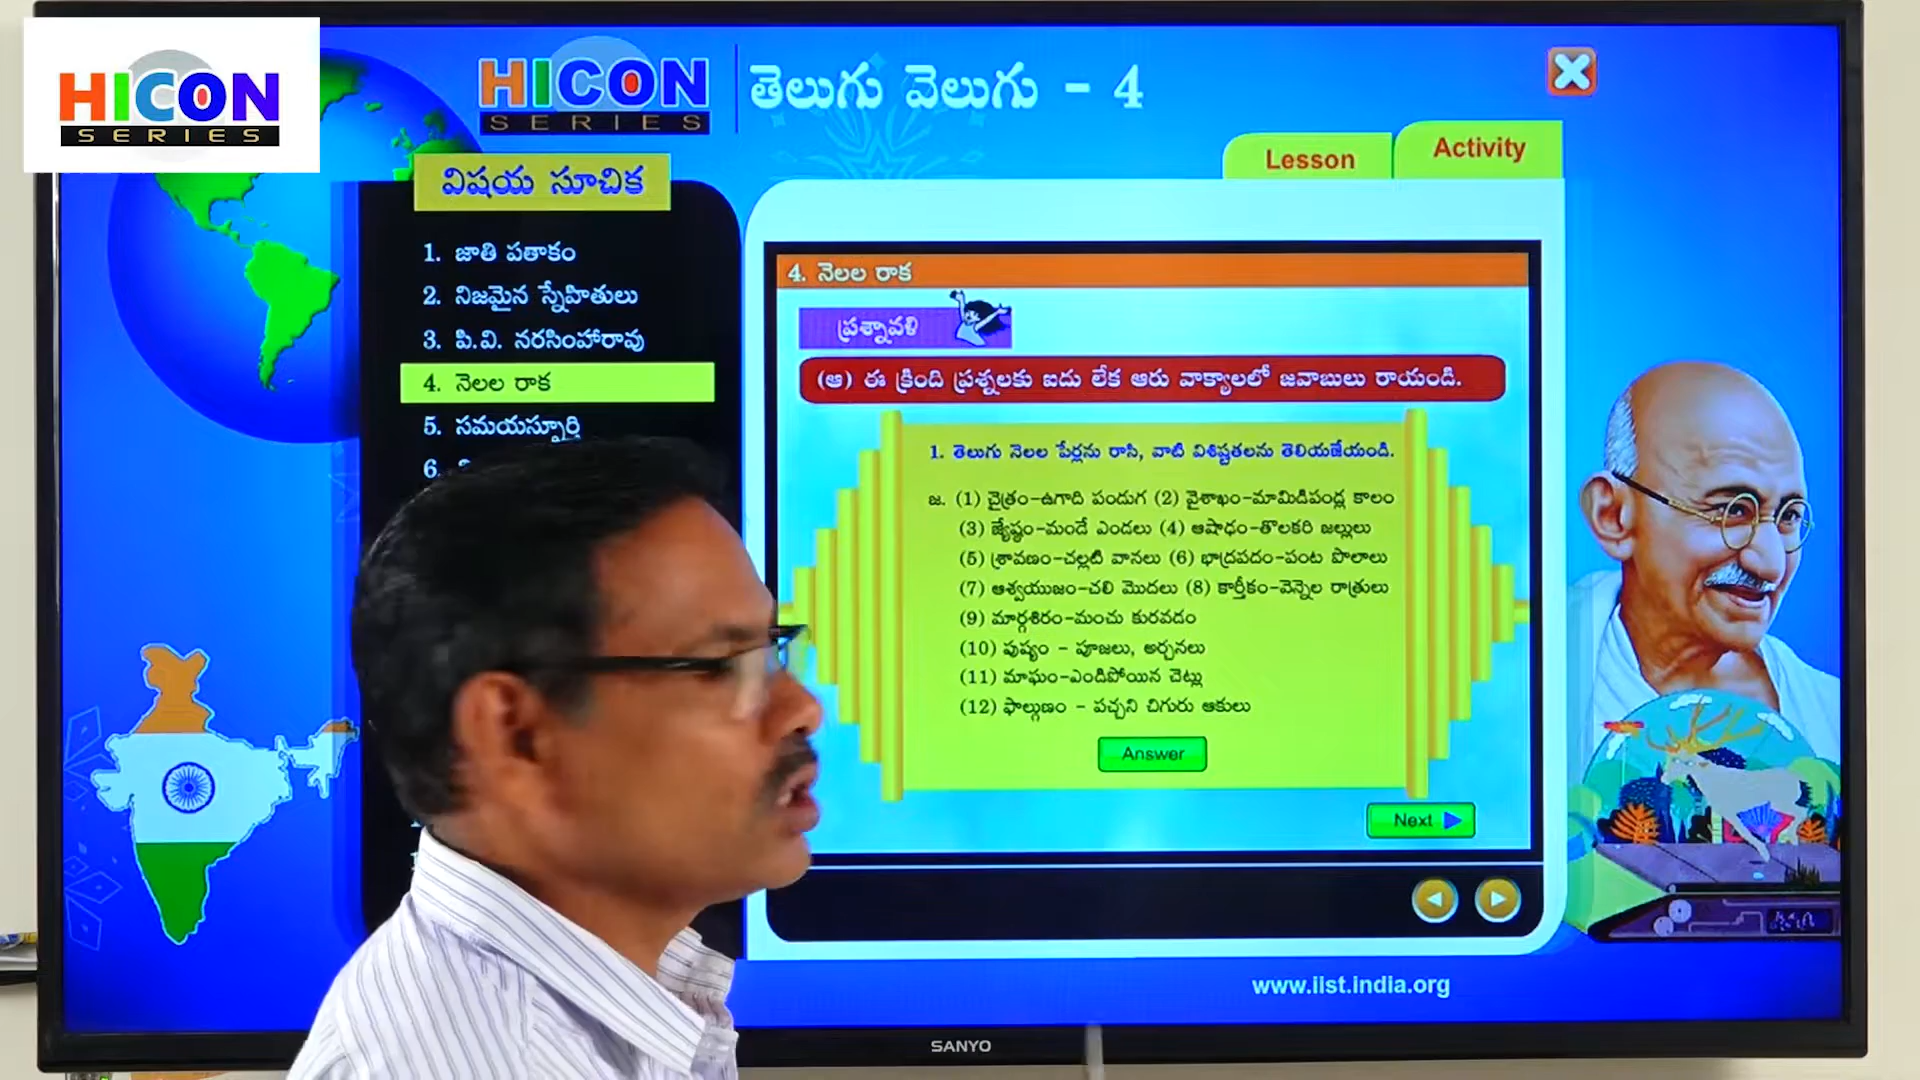 HICON
SERIES
HICON
SERIES
తెలుగు వెలుగు - 4
Lesson
Activity
విషయ సూచిక
1. జాతి పతాకం
2. నిజమైన స్నేహితులు
3. పి.వి. నరసింహారావు
4. నెలల రాక
5. సమయస్ఫూర్తి
6.
4. నెలల రాక
ప్రశ్నావళి
(ఆ) ఈ క్రింది ప్రశ్నలకు ఐదు లేక ఆరు వాక్యాలలో జవాబులు రాయండి.
1. తెలుగు నెలల పేర్లను రాసి, వాటి విశిష్టతలను తెలియజేయండి.
జ. (1) చైత్రం-ఉగాది పండుగ (2) వైశాఖం-మామిడిపండ్ల కాలం
(3) జ్యేష్ఠం-మండే ఎండలు (4) ఆషాఢం-తొలకరి జల్లులు
(5) శ్రావణం-చల్లటి వానలు (6) భాద్రపదం-పంట పొలాలు
(7) ఆశ్వయుజం-చలి మొదలు (8) కార్తీకం-వెన్నెల రాత్రులు
(9) మార్గశిరం-మంచు కురవడం
(10) పుష్యం - పూజలు, అర్చనలు
(11) మాఘం-ఎండిపోయిన చెట్లు
(12) ఫాల్గుణం - పచ్చని చిగురు ఆకులు
Answer
Next
www.iist.india.org
SANYO